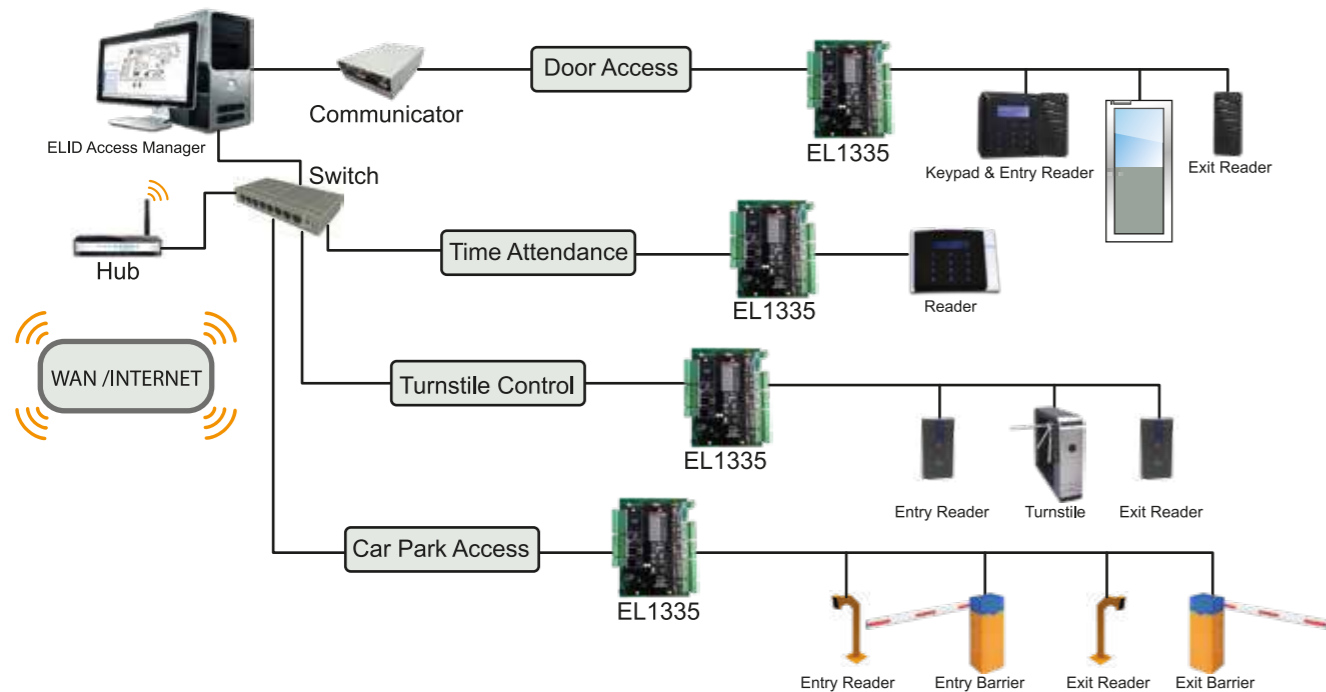 Door Access
Communicator
ELID Access Manager
EL1335
Keypad & Entry Reader
Exit Reader
Switch
Hub
Time Attendance
EL1335
Reader
WAN /INTERNET
Turnstile Control
EL1335
Entry Reader
Turnstile
Exit Reader
Car Park Access
EL1335
Entry Reader
Entry Barrier
Exit Reader
Exit Barrier